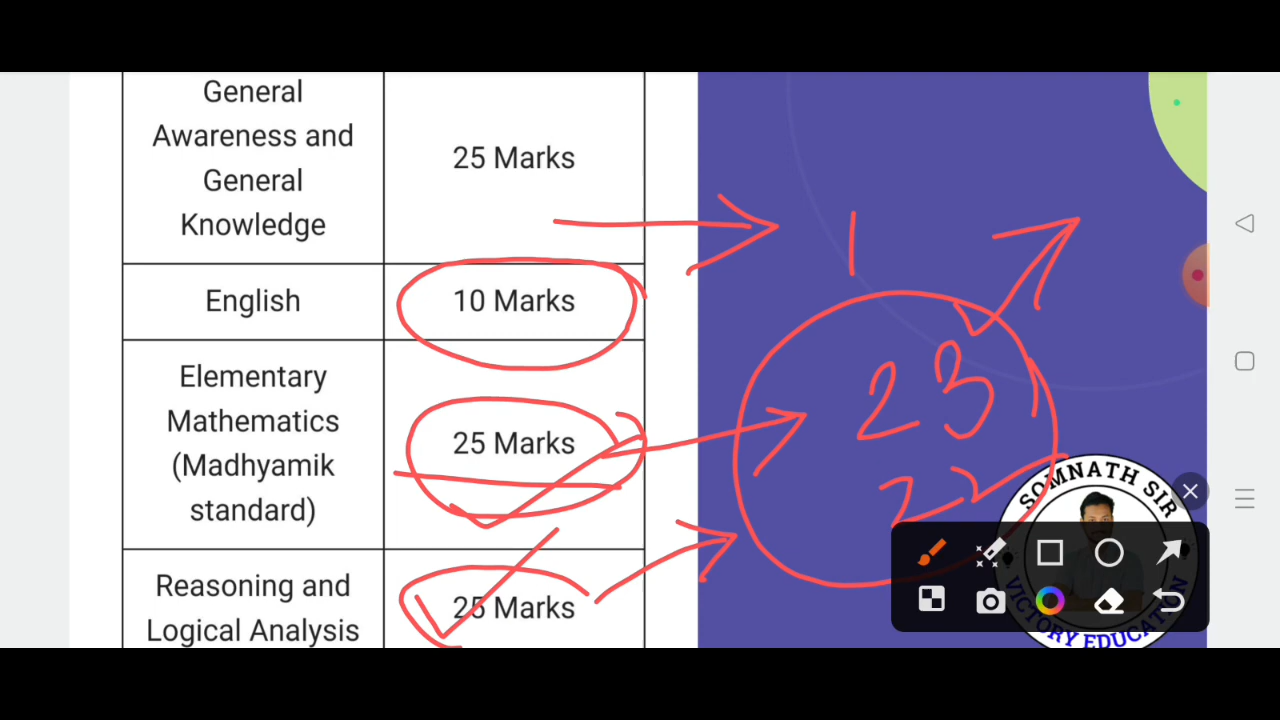 General
Awareness and
General
Knowledge
25 Marks
1
English
10 Marks
Elementary
Mathematics
(Madhyamik
standard)
25 Marks
23
22
Reasoning and
Logical Analysis
25 Marks
SOMNATH SIR
VICTORY EDUCATION